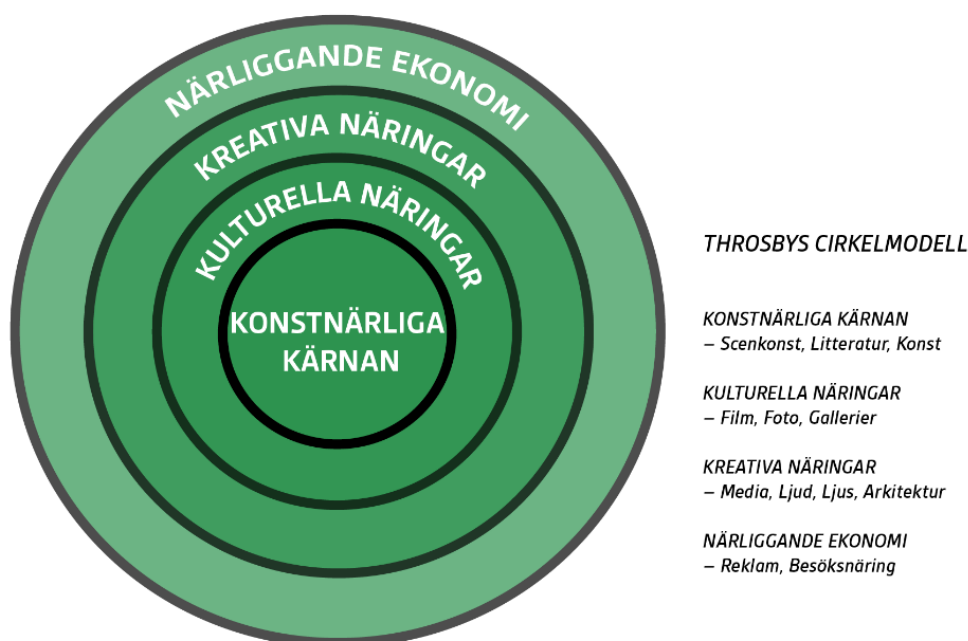 NÄRLIGGANDE EKONOMI
KREATIVA NÄRINGAR
KULTURELLA NÄRINGAR
KONSTNÄRLIGA
KÄRNAN
THROSBYS CIRKELMODELL
KONSTNÄRLIGA KÄRNAN
– Scenkonst, Litteratur, Konst
KULTURELLA NÄRINGAR
– Film, Foto, Gallerier
KREATIVA NÄRINGAR
– Media, Ljud, Ljus, Arkitektur
NÄRLIGGANDE EKONOMI
– Reklam, Besöksnäring